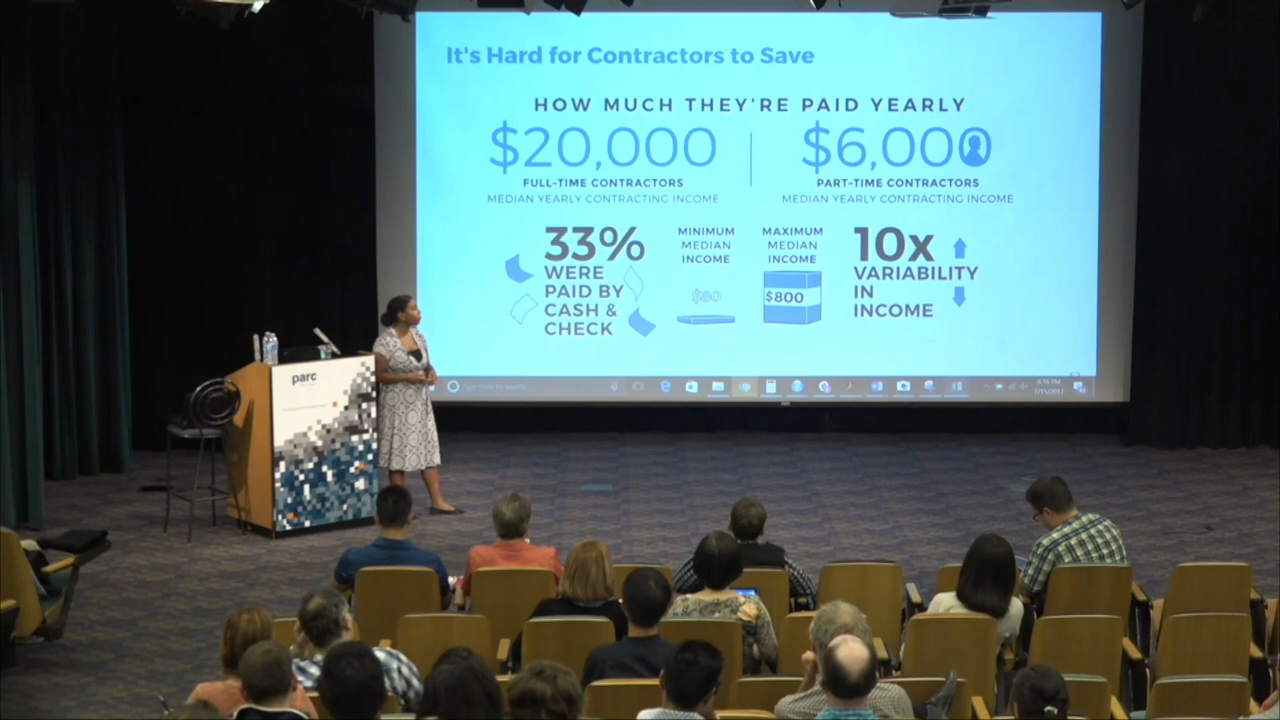 It's Hard for Contractors to Save
HOW MUCH THEY'RE PAID YEARLY
$20,000
FULL-TIME CONTRACTORS
MEDIAN YEARLY CONTRACTING INCOME
$6,000
PART-TIME CONTRACTORS
MEDIAN YEARLY CONTRACTING INCOME
33%
WERE
PAID BY
CASH &
CHECK
MINIMUM
MEDIAN
INCOME
$80
MAXIMUM
MEDIAN
INCOME
$800
10x
VARIABILITY
IN
INCOME
parc